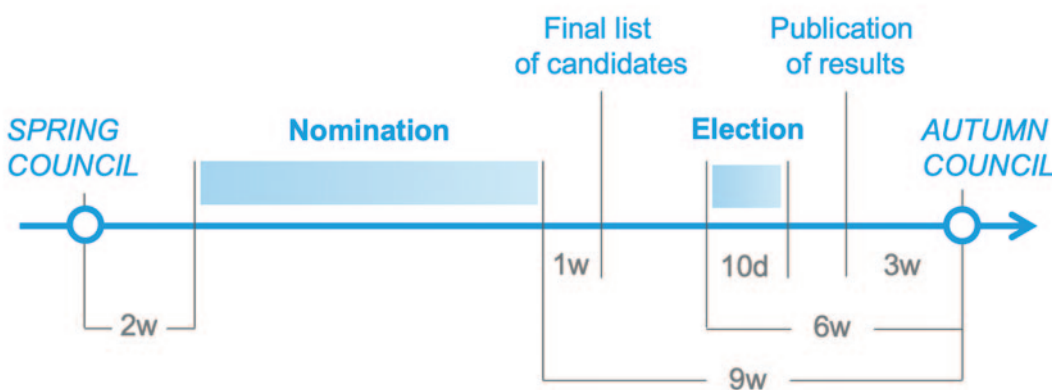 Final list
of candidates
Publication
of results
SPRING
COUNCIL
Nomination
Election
AUTUMN
COUNCIL
1w
10d
3w
2w
6w
9w